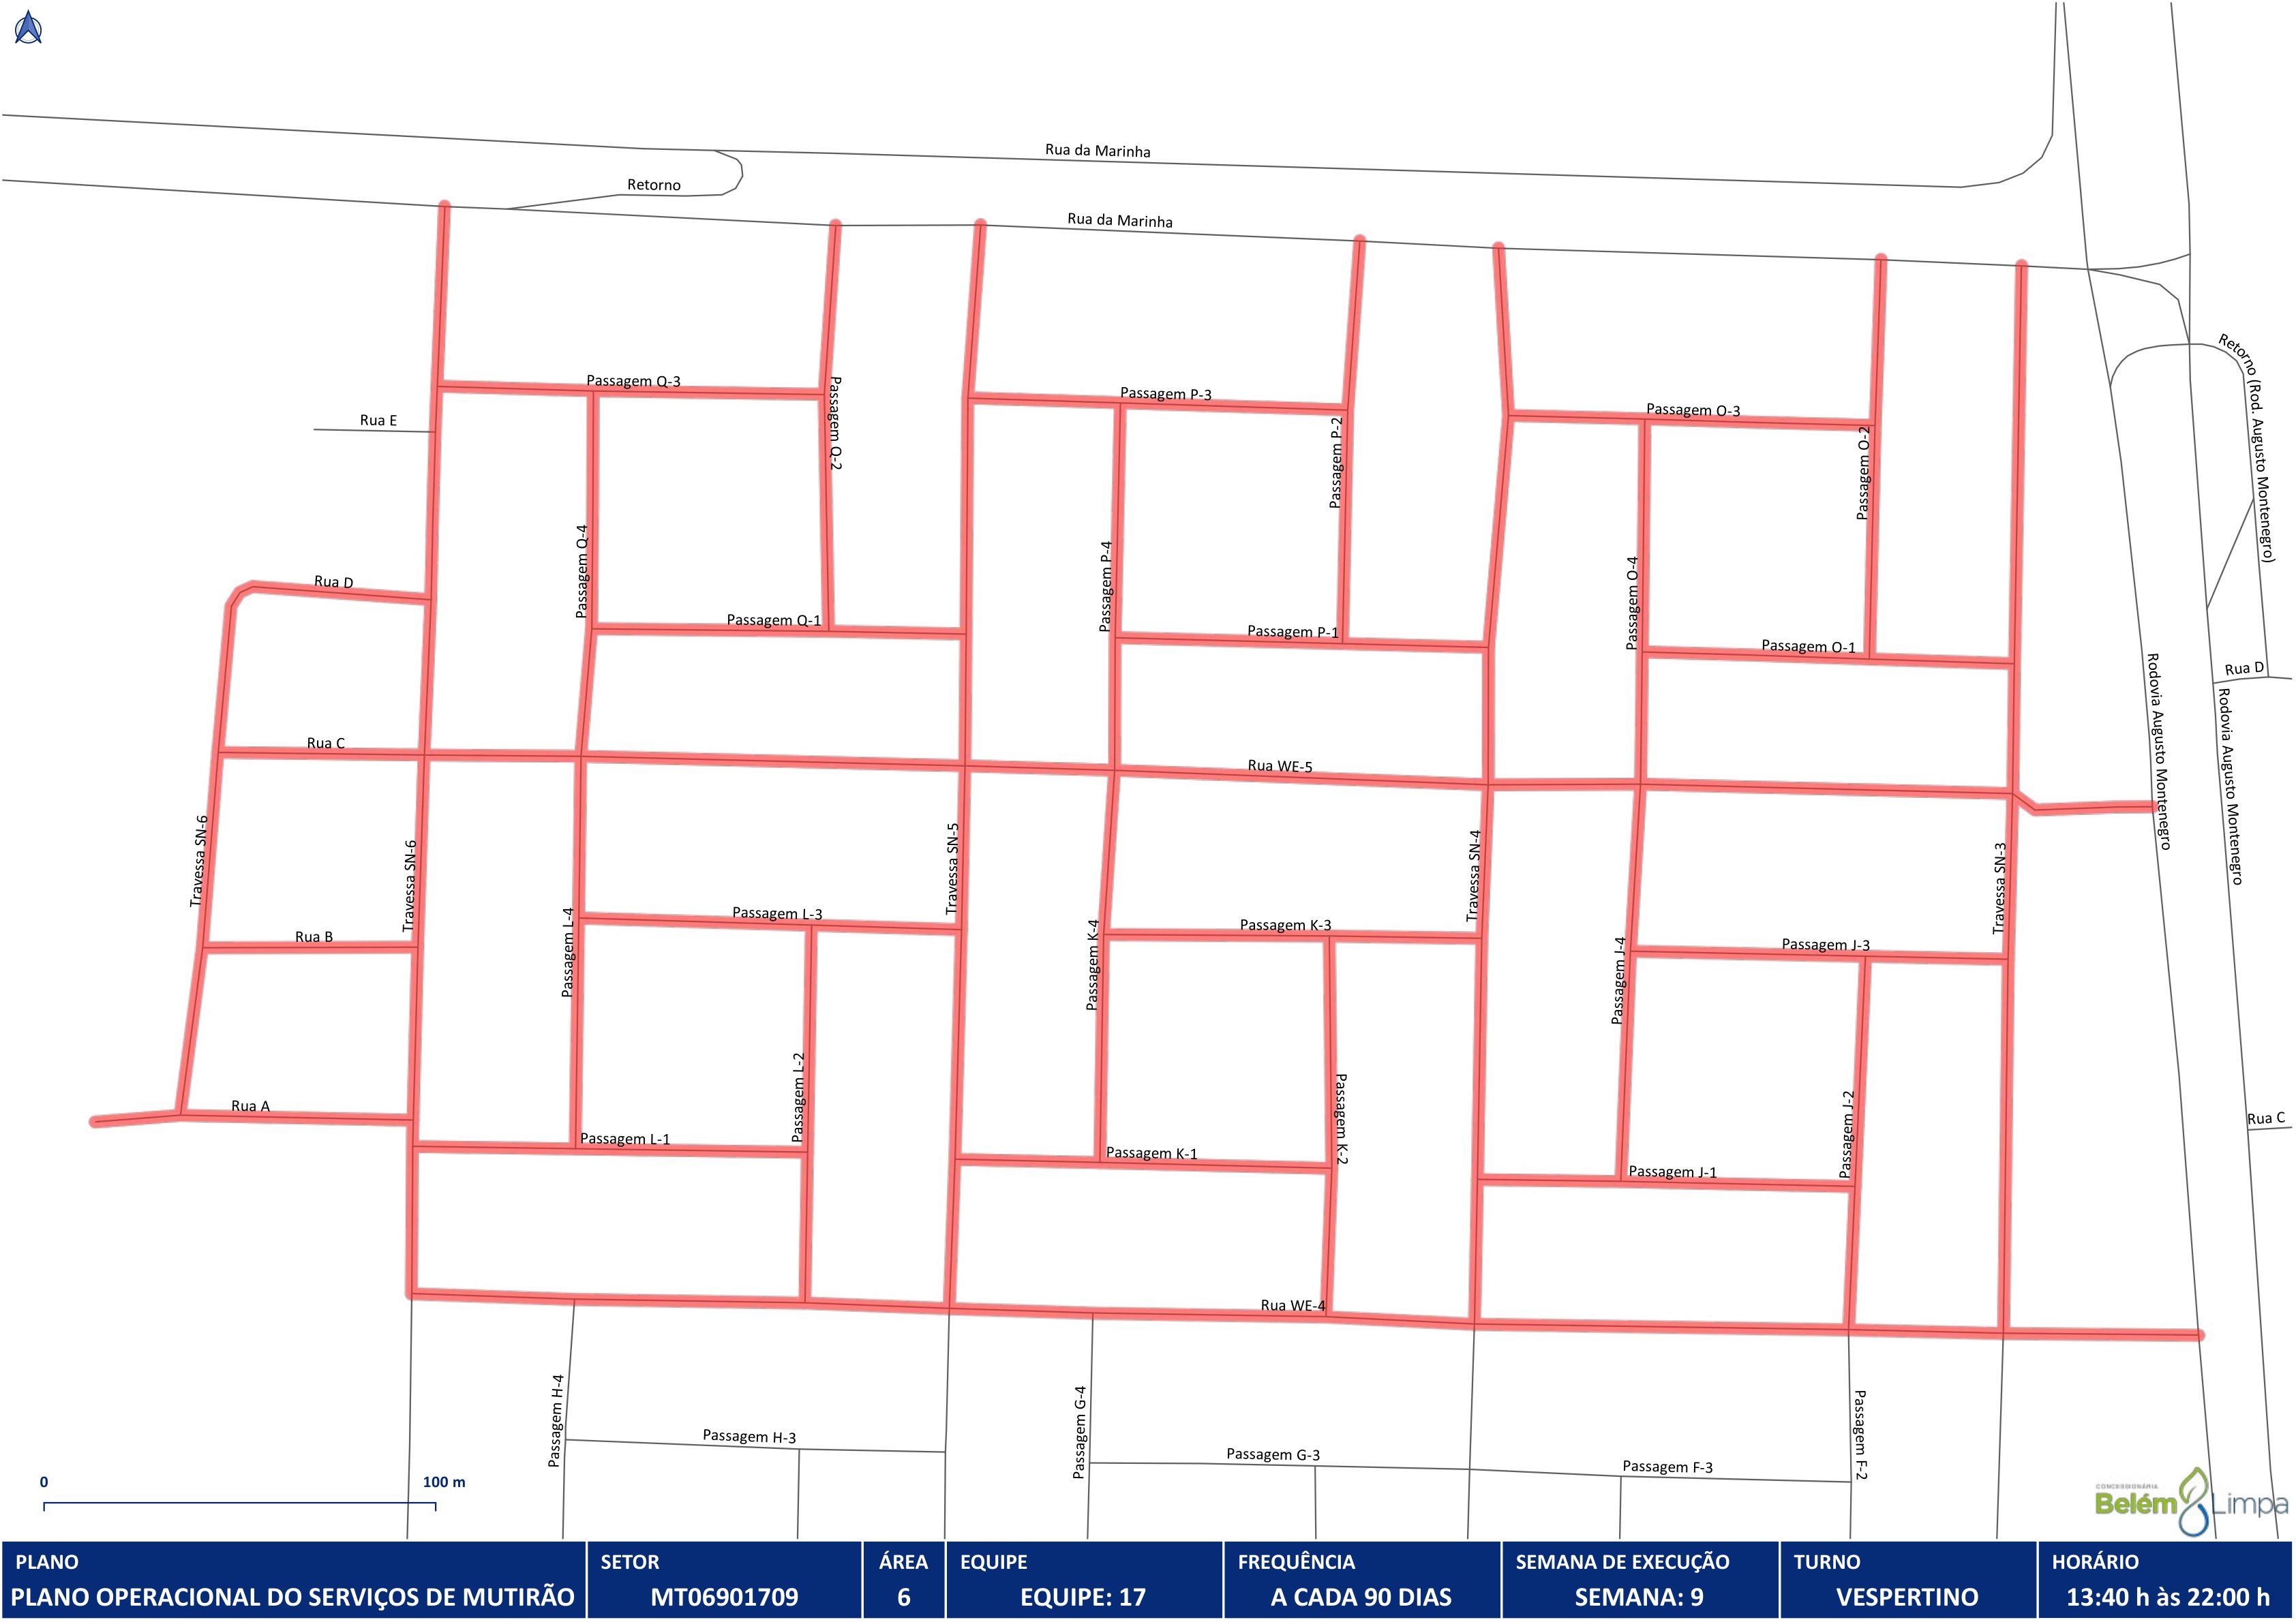 Rua da Marinha
Retorno
Rua da Marinha
Retorno (Rod. Augusto Montenegro)
Passagem Q-3
Passagem Q-2
Passagem P-3
Passagem P-2
Passagem O-3
Passagem O-2
Rua E
Passagem Q-4
Passagem P-4
Passagem O-4
Rua D
Passagem Q-1
Passagem P-1
Passagem O-1
Rua D
Rodovia Augusto Montenegro
Rodovia Augusto Montenegro
Rua C
Rua WE-5
Travessa SN-6
Travessa SN-6
Travessa SN-5
Travessa SN-4
Travessa SN-3
Passagem L-3
Passagem K-3
Passagem J-3
Rua B
Passagem L-4
Passagem K-4
Passagem J-4
Passagem L-2
Passagem K-2
Passagem J-2
Rua A
Rua C
Passagem L-1
Passagem K-1
Passagem J-1
Rua WE-4
Passagem H-4
Passagem G-4
Passagem F-2
Passagem H-3
Passagem G-3
Passagem F-3
0 100 m
CONCESSIONÁRIA
Belém Limpa
PLANO
PLANO OPERACIONAL DO SERVIÇOS DE MUTIRÃO
SETOR
MT06901709
ÁREA
6
EQUIPE
EQUIPE: 17
FREQUÊNCIA
A CADA 90 DIAS
SEMANA DE EXECUÇÃO
SEMANA: 9
TURNO
VESPERTINO
HORÁRIO
13:40 h às 22:00 h